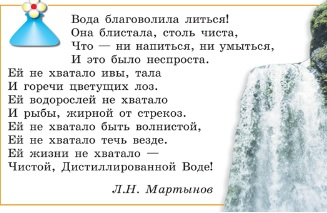 Вода благоволила литься!
Она блистала, столь чиста,
Что — ни напиться, ни умыться,
И это было неспроста.
Ей не хватало ивы, тала
И горечи цветущих лоз.
Ей водорослей не хватало
И рыбы, жирной от стрекоз.
Ей не хватало быть волнистой,
Ей не хватало течь везде.
Ей жизни не хватало —
Чистой, Дистиллированной Воде!
Л.Н. Мартынов